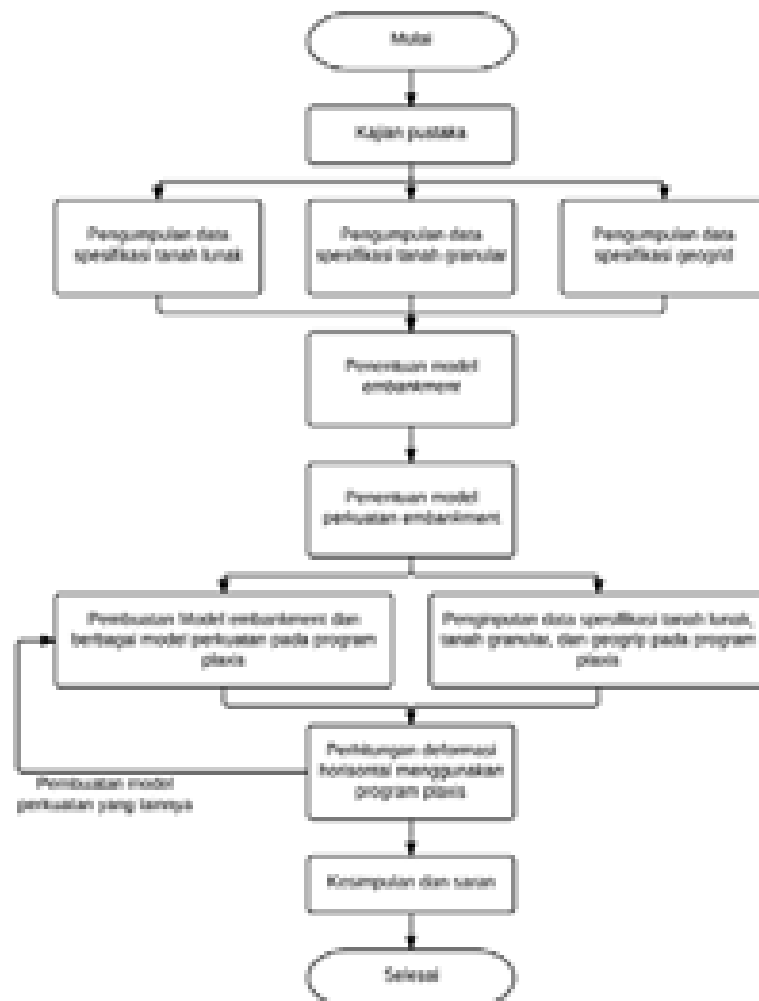 Mulai
Kajian pustaka
Pengumpulan data
spesifikasi tanah lunak
Pengumpulan data
spesifikasi tanah granular
Pengumpulan data
spesifikasi geogrid
Penentuan model
embankment
Penentuan model
perkuatan embankment
Pembuatan Model embankment dan
berbagai model perkuatan pada program
plaxis
Penginputan data spesifikasi tanah lunak,
tanah granular, dan geogrip pada program
plaxis
Perhitungan deformasi
horisontal menggunakan
program plaxis
Pembuatan model
perkuatan yang lainnya
Kesimpulan dan saran
Selesai